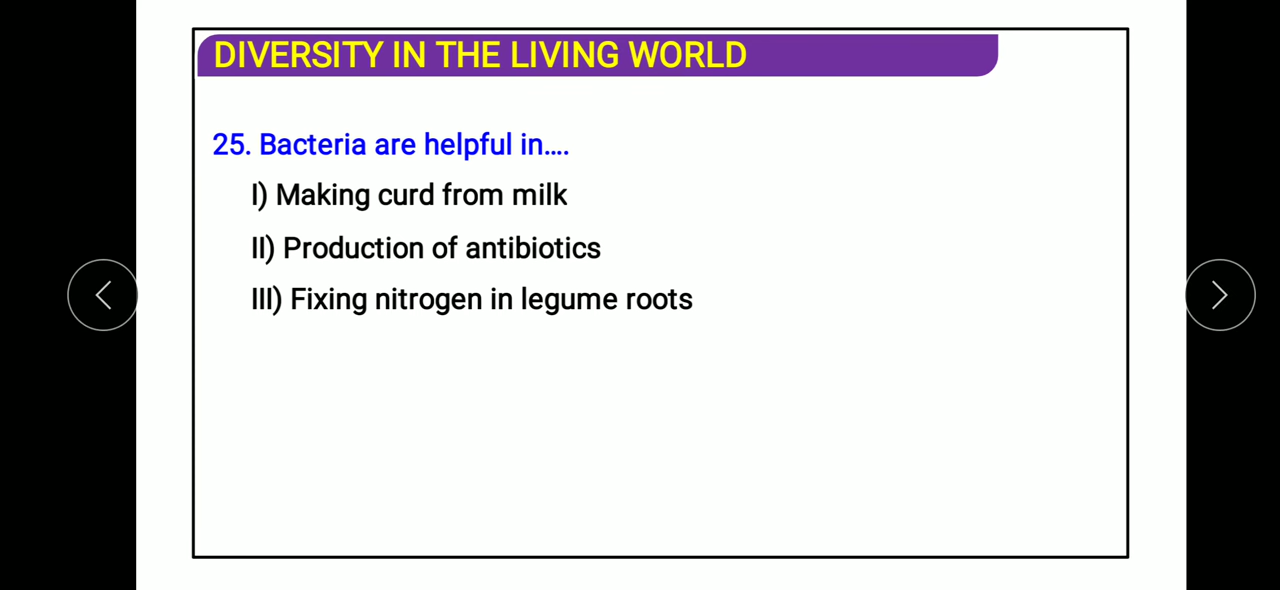 DIVERSITY IN THE LIVING WORLD
25. Bacteria are helpful in....
I) Making curd from milk
II) Production of antibiotics
III) Fixing nitrogen in legume roots